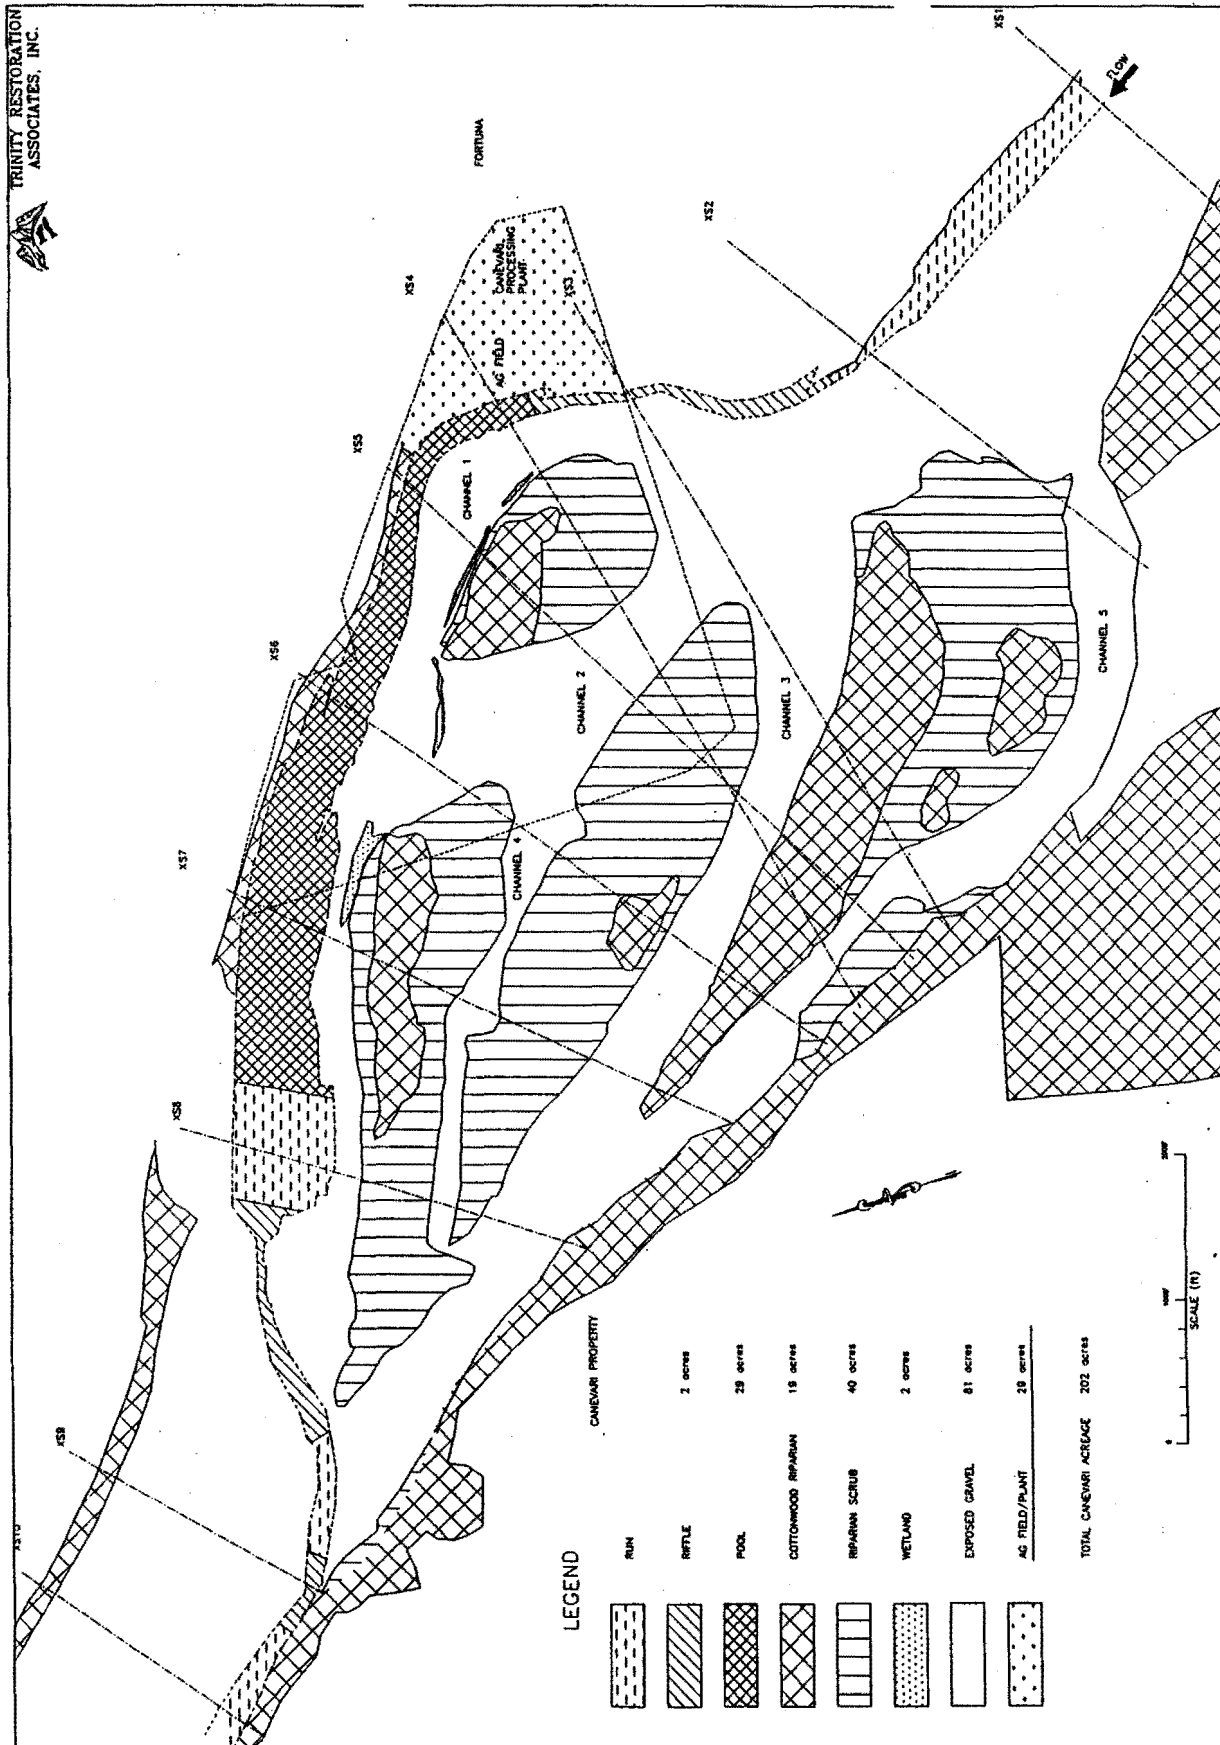 TRINITY RESTORATION
ASSOCIATES, INC.
XS1
FLOW
FORTUNA
XS2
XS4
CANEVARI
PROCESSING
PLANT
XS3
AG FIELD
XS5
CHANNEL 1
XS6
CHANNEL 2
CHANNEL 3
CHANNEL 5
XS7
CHANNEL 4
XS8
XS9
XS10
LEGEND
CANEVARI PROPERTY
RUN
RIFFLE 2 acres
POOL 29 acres
COTTONWOOD RIPARIAN 19 acres
RIPARIAN SCRUB 40 acres
WETLAND 2 acres
EXPOSED GRAVEL 81 acres
AG FIELD/PLANT 29 acres
TOTAL CANEVARI ACREAGE 202 acres
0 1000' 2000'
SCALE (ft)